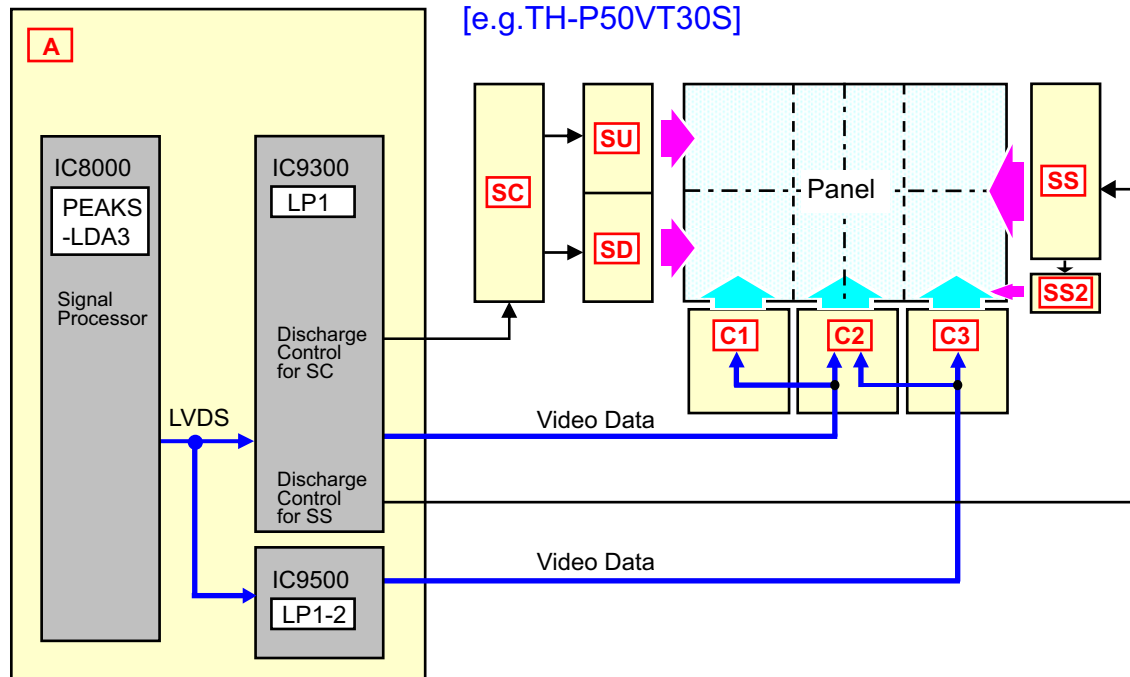 [e.g.TH-P50VT30S]
A
IC8000
PEAKS
-LDA3
Signal
Processor
LVDS
IC9300
LP1
Discharge
Control
for SC
Discharge
Control
for SS
IC9500
LP1-2
Video Data
Video Data
SC
SU
SD
Panel
SS
SS2
C1
C2
C3